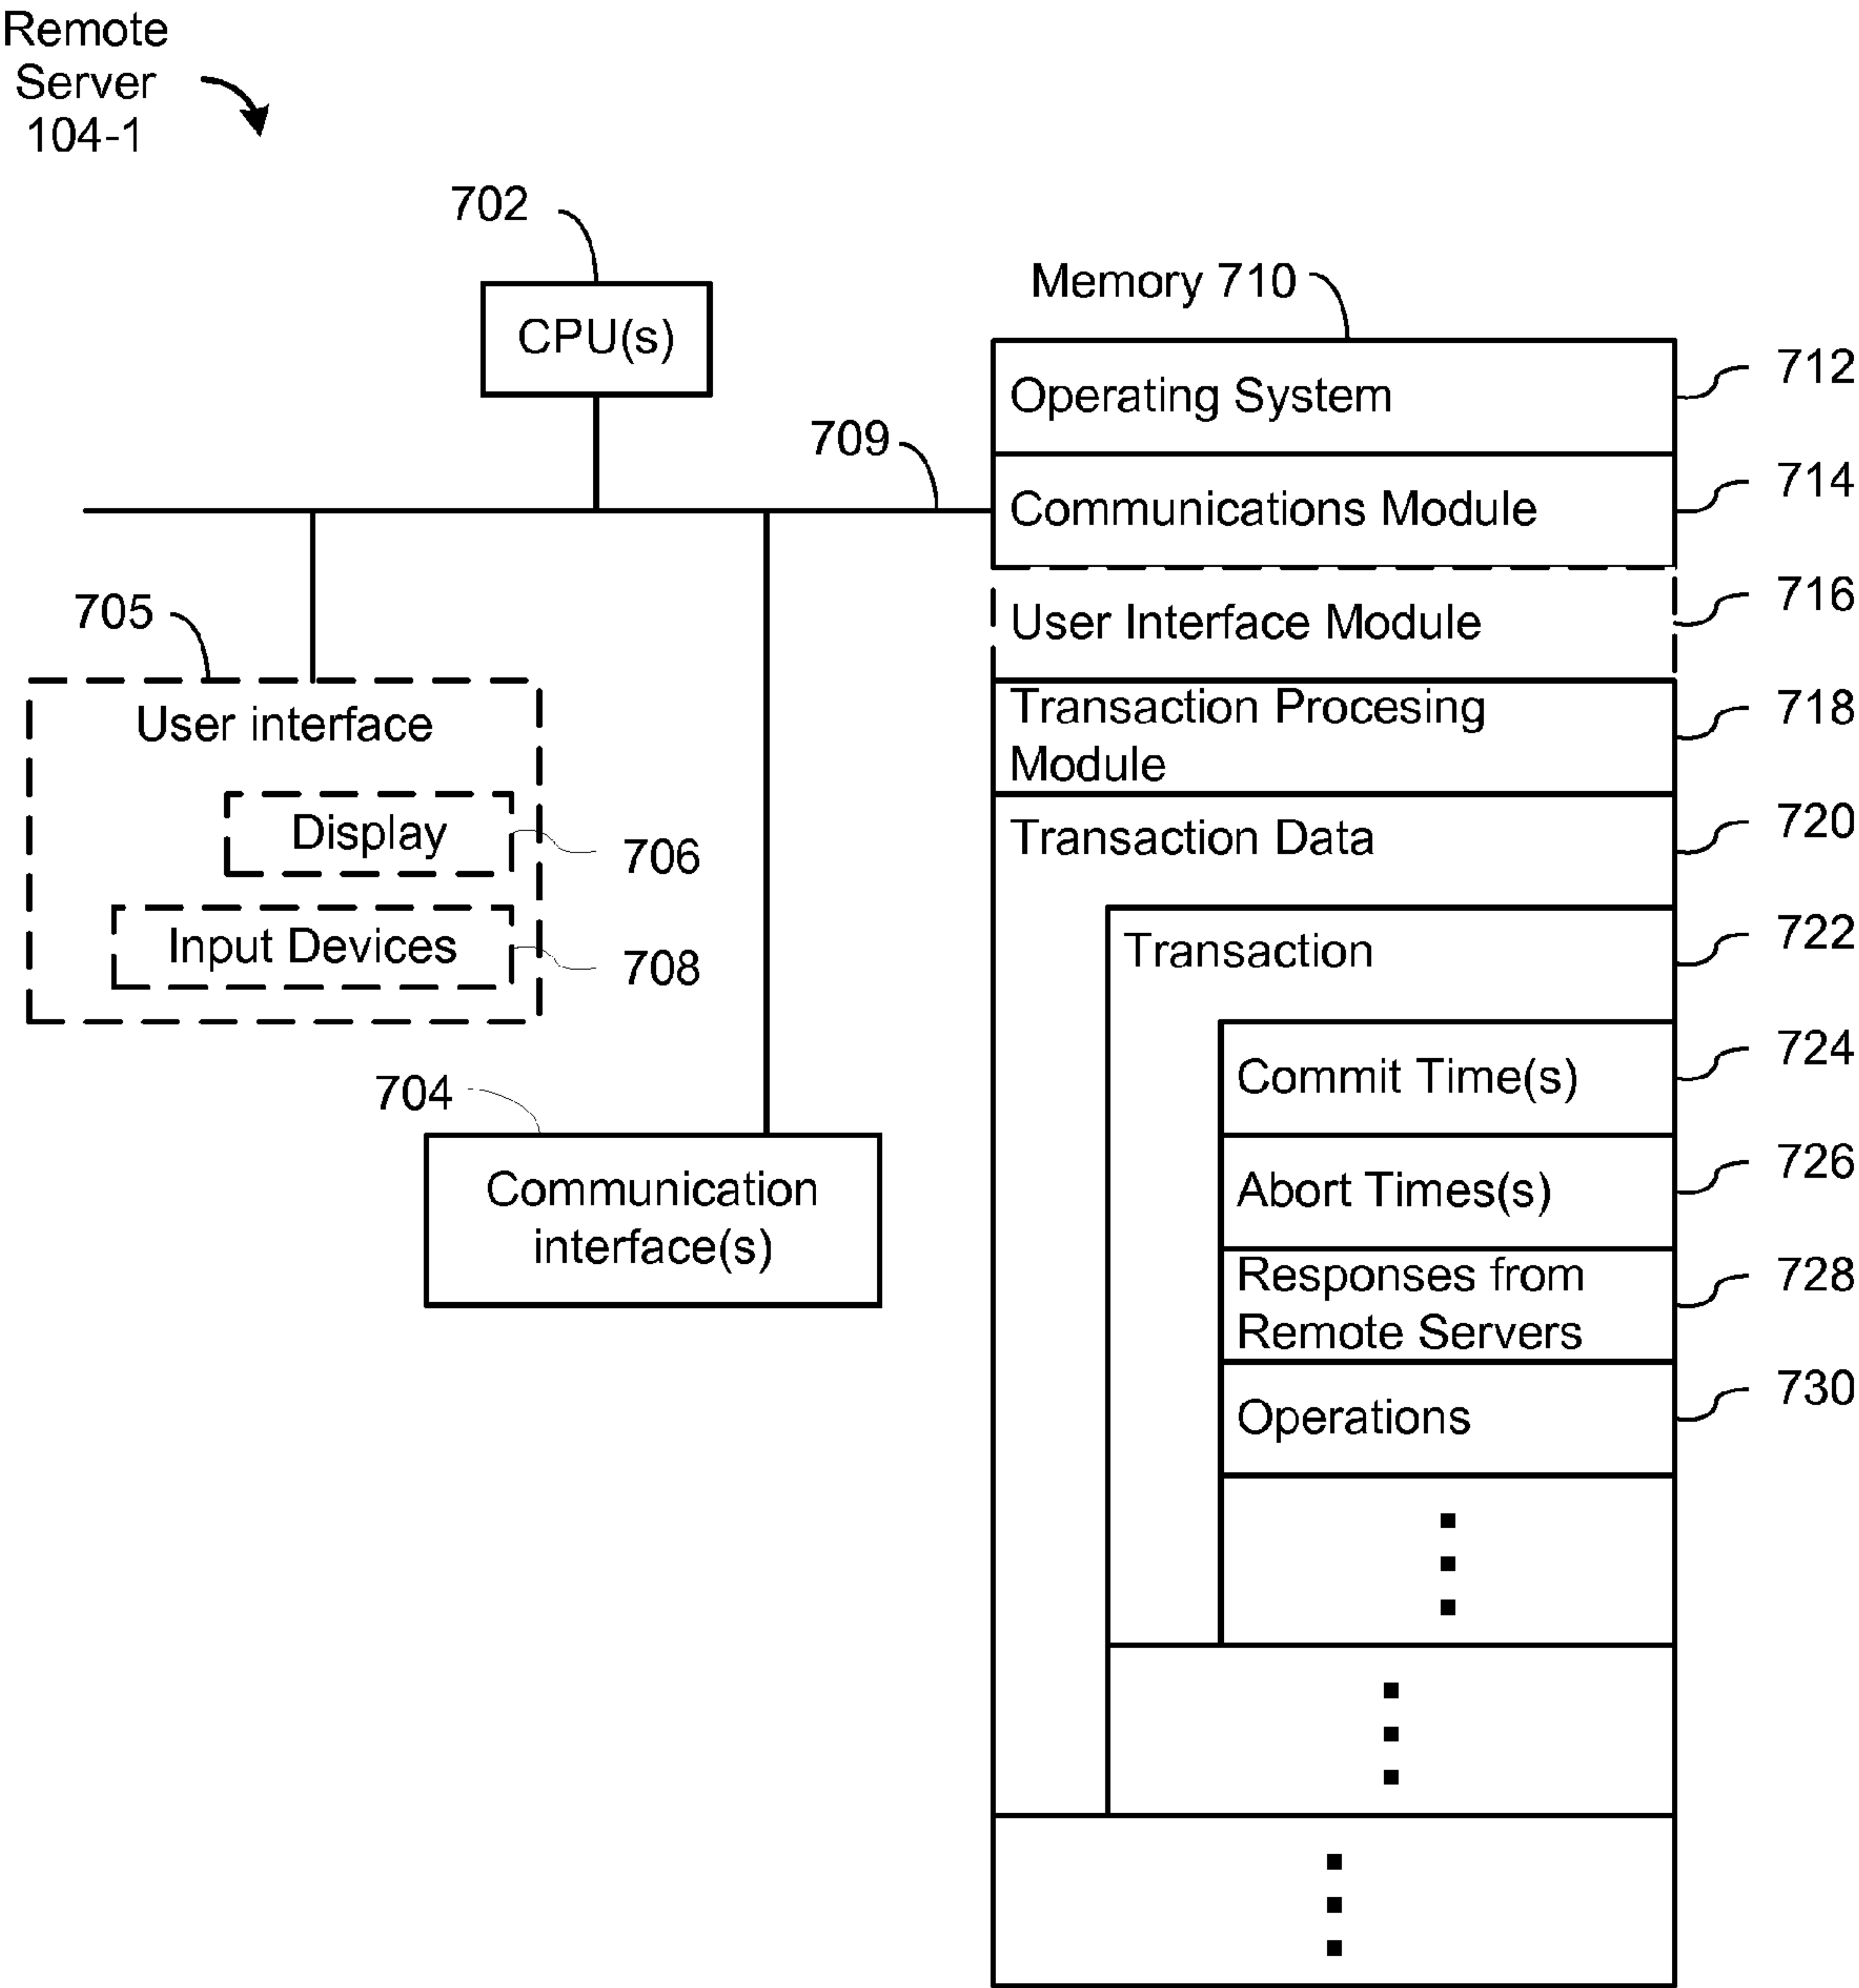 Remote
Server
104-1
702
CPU(s)
709
Memory 710
Operating System
712
Communications Module
714
User Interface Module
716
Transaction Procesing
Module
718
Transaction Data
720
Transaction
722
Commit Time(s)
724
Abort Times(s)
726
Responses from
Remote Servers
728
Operations
730
705
User interface
Display
706
Input Devices
708
704
Communication
interface(s)